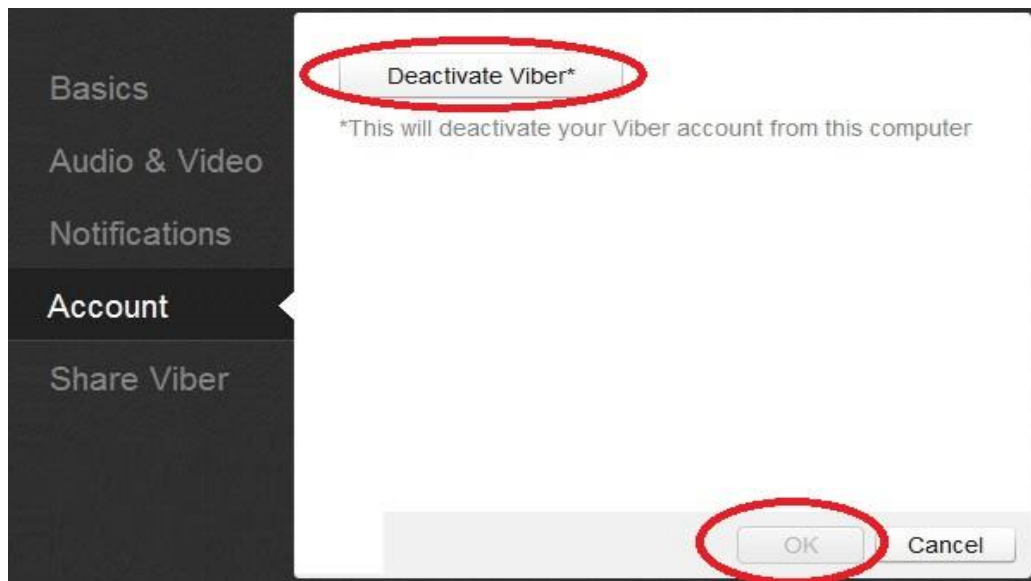 Basics
Audio & Video
Notifications
Account
Share Viber
Deactivate Viber*
*This will deactivate your Viber account from this computer
OK
Cancel